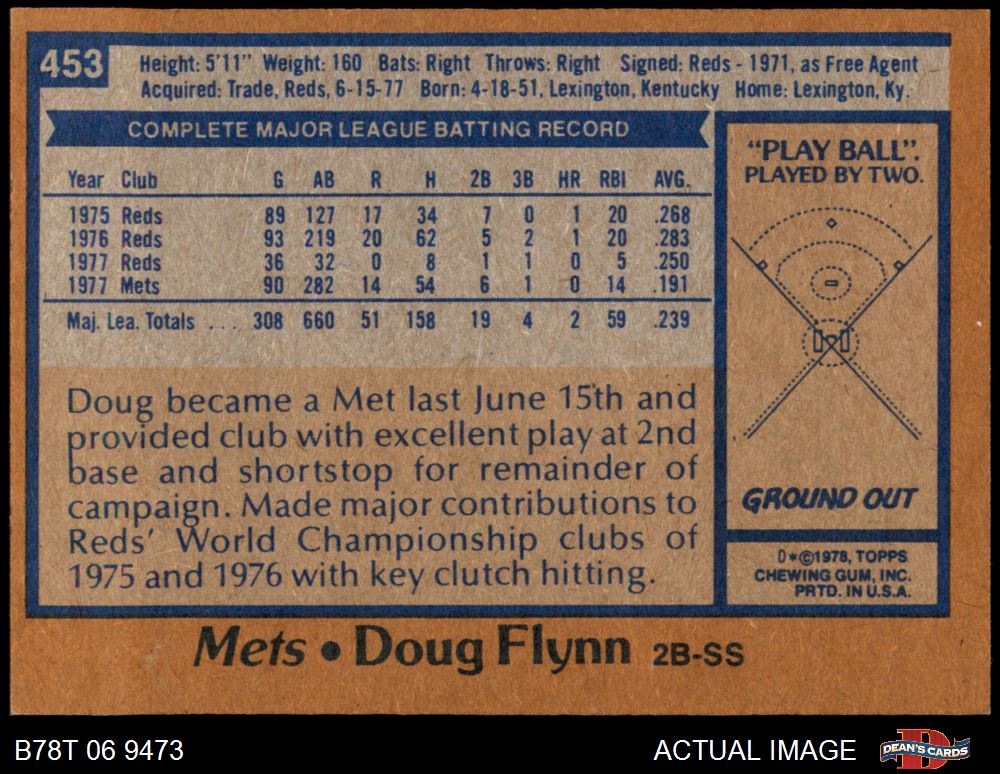 453
Height: 5'11" Weight: 160 Bats: Right Throws: Right Signed: Reds - 1971, as Free Agent
Acquired: Trade, Reds, 6-15-77 Born: 4-18-51, Lexington, Kentucky Home: Lexington, Ky.
COMPLETE MAJOR LEAGUE BATTING RECORD
Year Club G AB R H 2B 3B HR RBI AVG.
1975 Reds 89 127 17 34 7 0 1 20 .268
1976 Reds 93 219 20 62 5 2 1 20 .283
1977 Reds 36 32 0 8 1 1 0 5 .250
1977 Mets 90 282 14 54 6 1 0 14 .191
Maj. Lea. Totals ... 308 660 51 158 19 4 2 59 .239
Doug became a Met last June 15th and
provided club with excellent play at 2nd
base and shortstop for remainder of
campaign. Made major contributions to
Reds' World Championship clubs of
1975 and 1976 with key clutch hitting.
"PLAY BALL".
PLAYED BY TWO.
GROUND OUT
D*©1978, TOPPS
CHEWING GUM, INC.
PRTD. IN U.S.A.
Mets • Doug Flynn 2B-SS
B78T 06 9473
ACTUAL IMAGE
D
DEAN'S CARDS